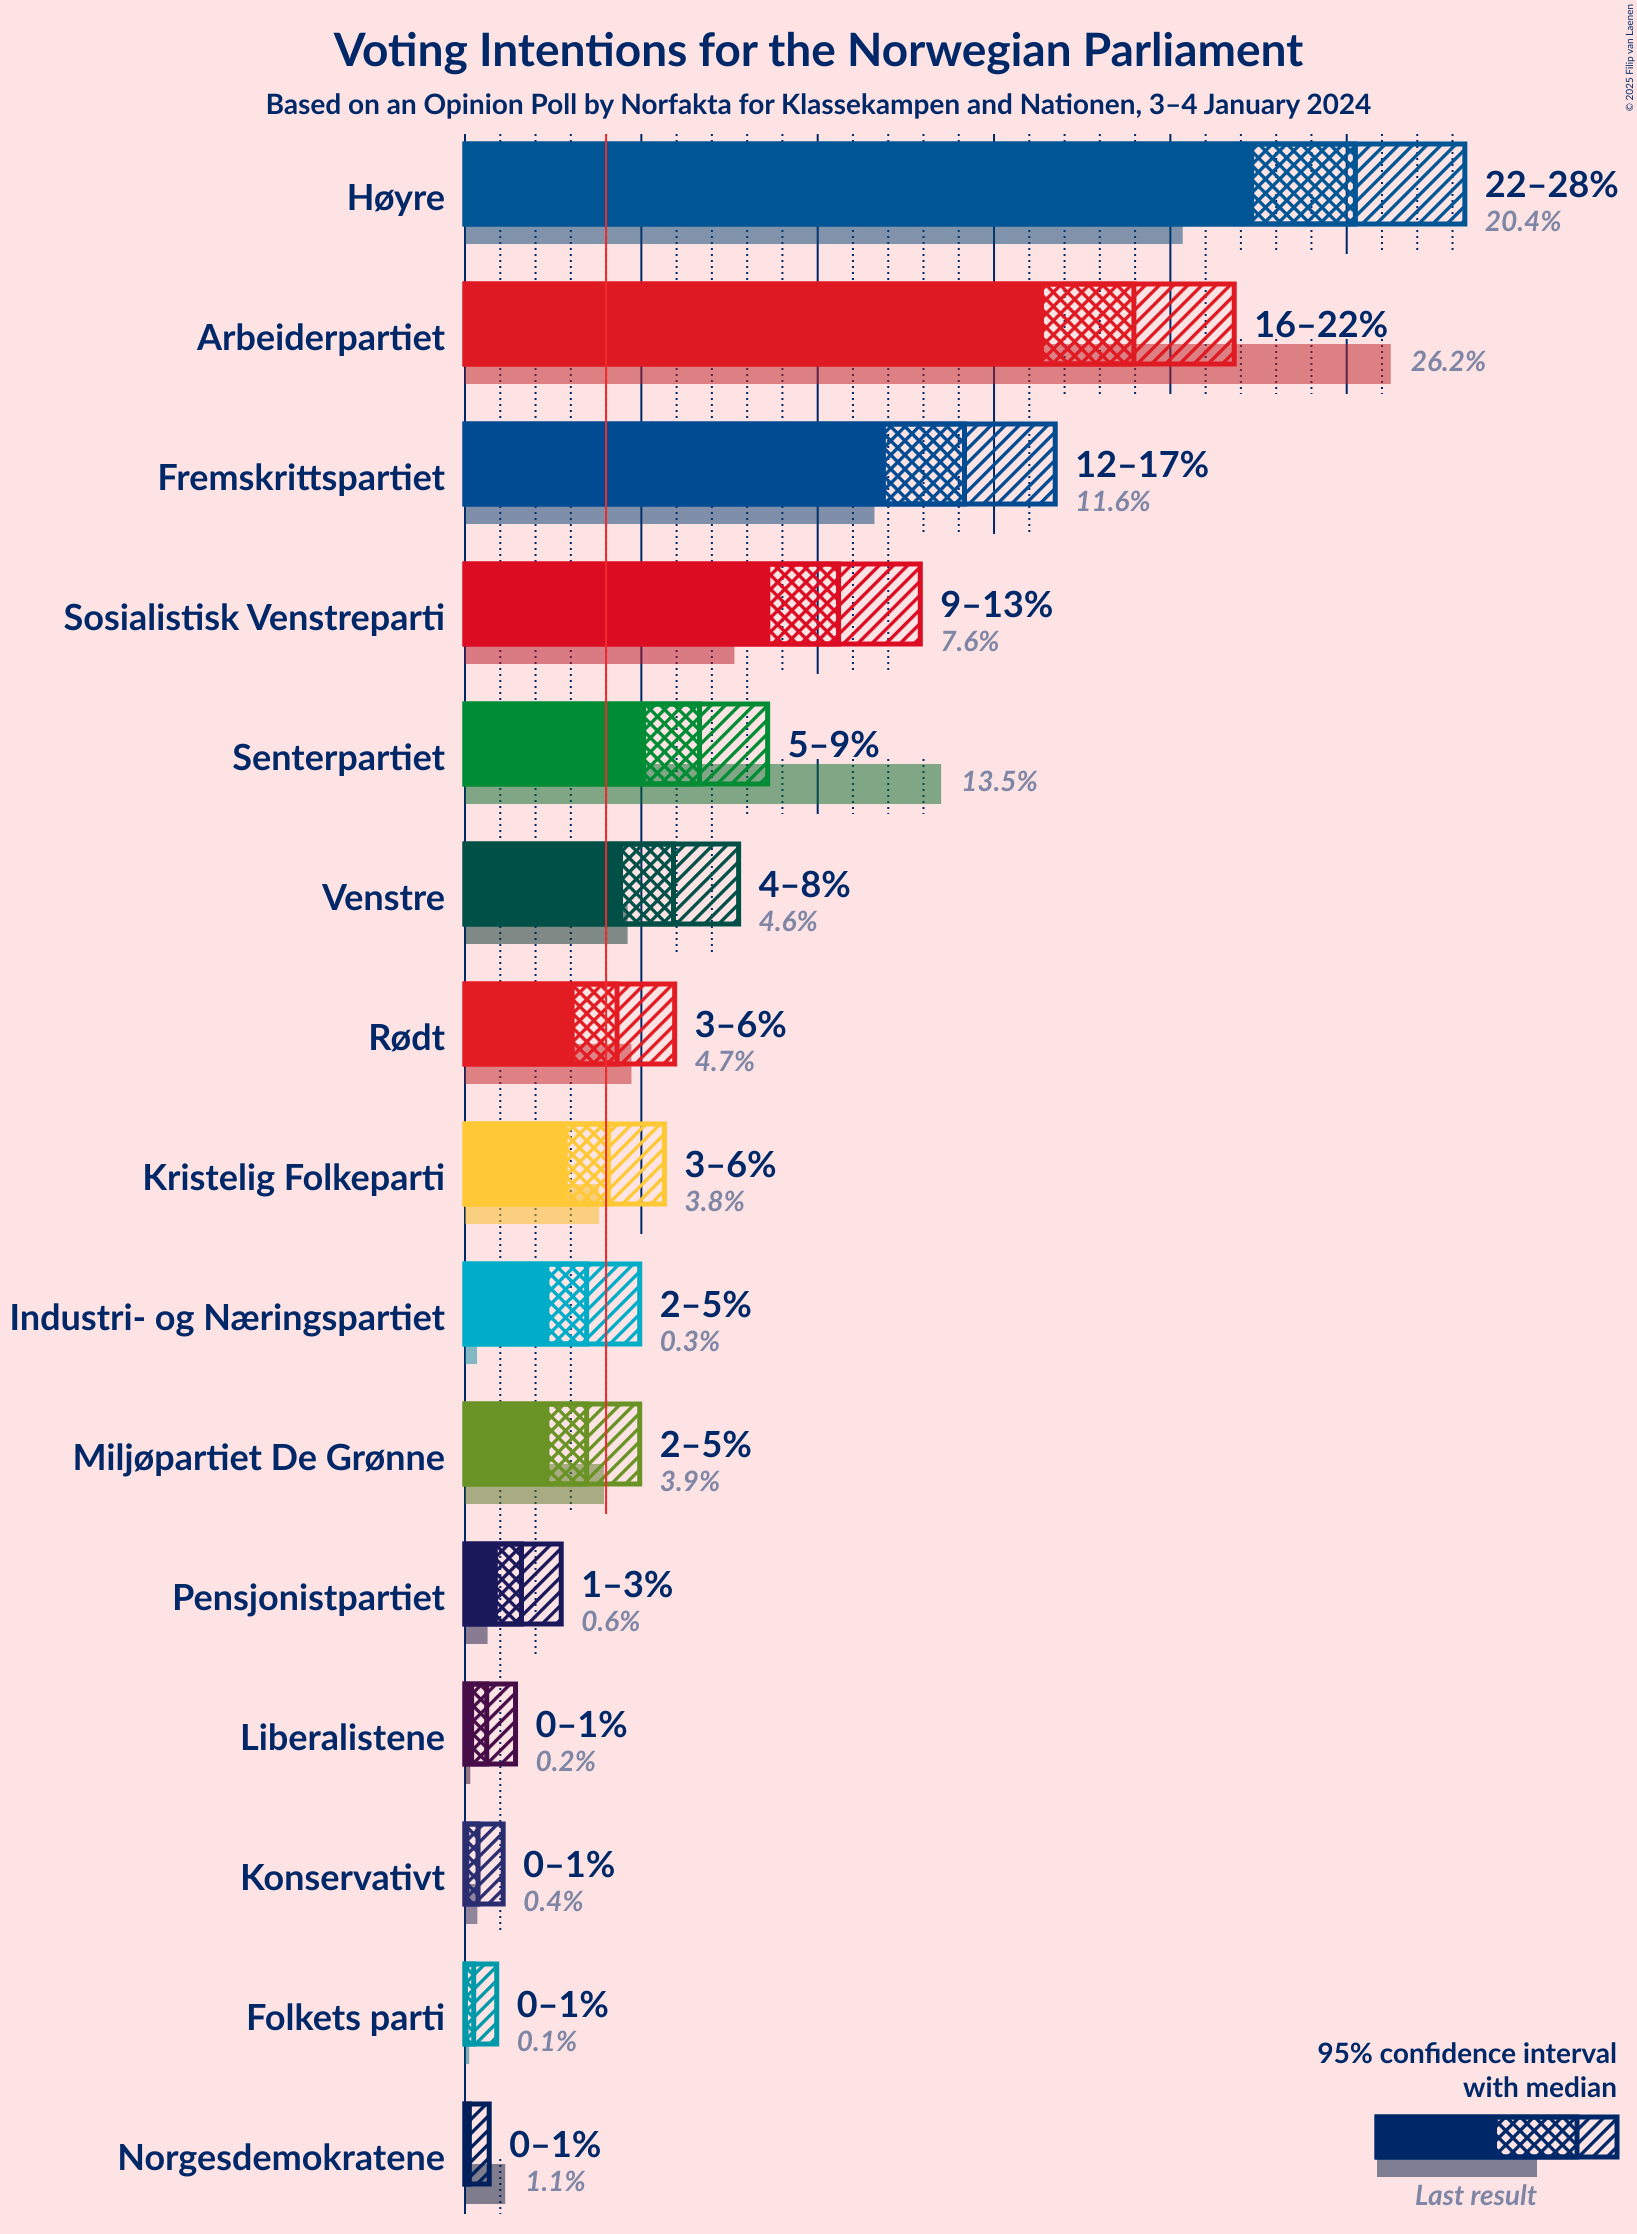 Voting Intentions for the Norwegian Parliament
Based on an Opinion Poll by Norfakta for Klassekampen and Nationen, 3–4 January 2024
© 2025 Filip van Laenen
Høyre
22–28%
20.4%
Arbeiderpartiet
16–22%
26.2%
Fremskrittspartiet
12–17%
11.6%
Sosialistisk Venstreparti
9–13%
7.6%
Senterpartiet
5–9%
13.5%
Venstre
4–8%
4.6%
Rødt
3–6%
4.7%
Kristelig Folkeparti
3–6%
3.8%
Industri- og Næringspartiet
2–5%
0.3%
Miljøpartiet De Grønne
2–5%
3.9%
Pensjonistpartiet
1–3%
0.6%
Liberalistene
0–1%
0.2%
Konservativt
0–1%
0.4%
Folkets parti
0–1%
0.1%
Norgesdemokratene
0–1%
1.1%
95% confidence interval
with median
Last result